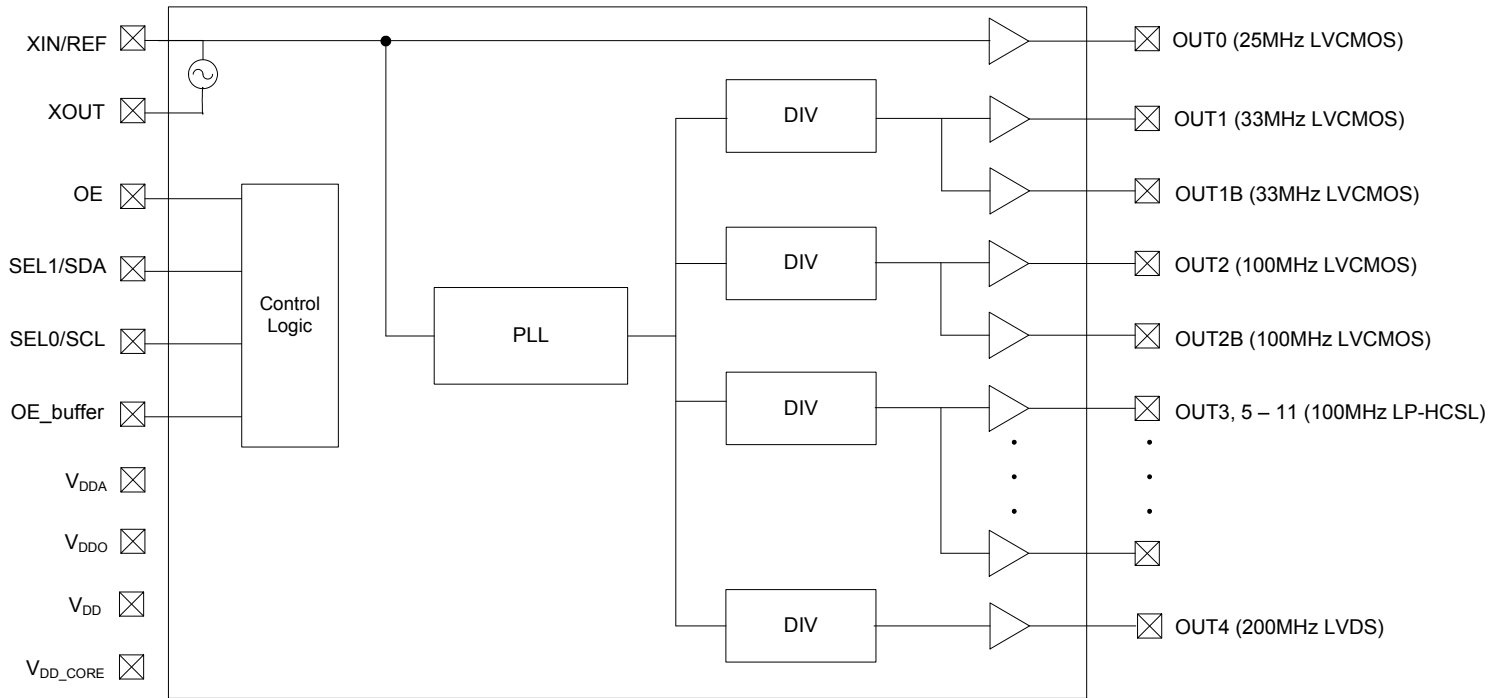 XIN/REF
XOUT
OE
SEL1/SDA
SEL0/SCL
OE_buffer
VDDA
VDDO
VDD
VDD_CORE
Control
Logic
PLL
DIV
DIV
DIV
DIV
OUT0 (25MHz LVCMOS)
OUT1 (33MHz LVCMOS)
OUT1B (33MHz LVCMOS)
OUT2 (100MHz LVCMOS)
OUT2B (100MHz LVCMOS)
OUT3, 5 – 11 (100MHz LP-HCSL)
OUT4 (200MHz LVDS)